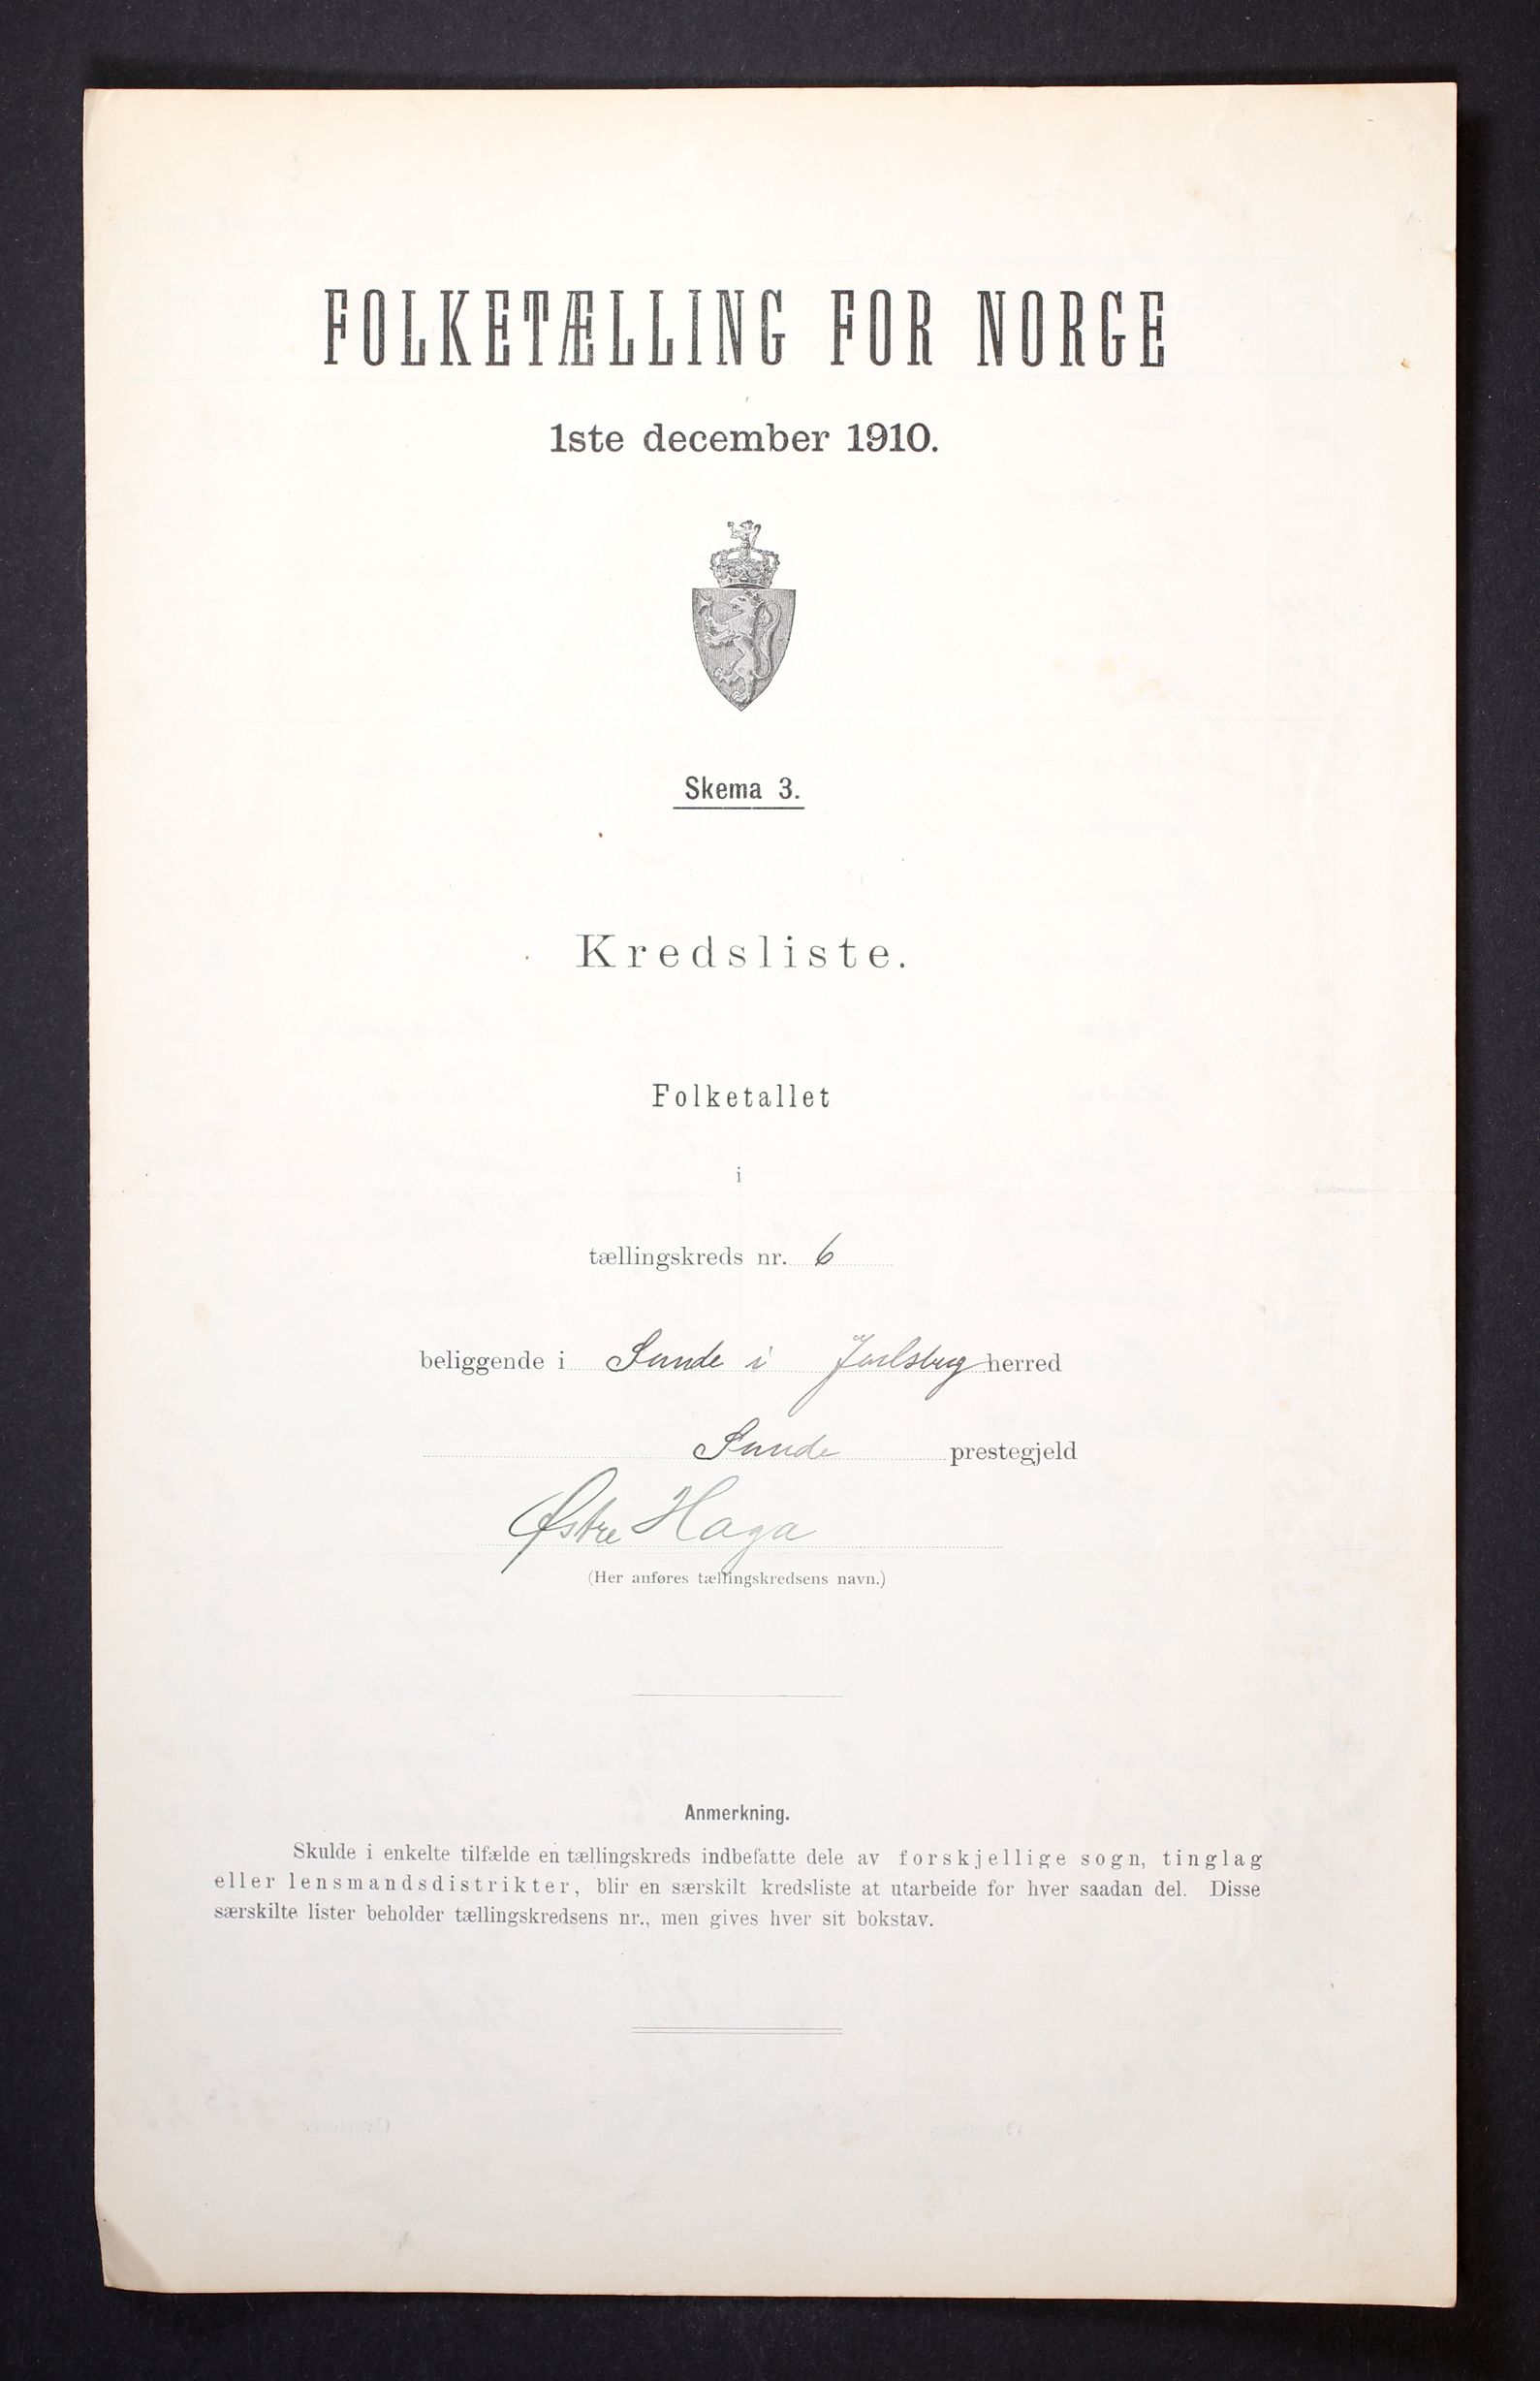 FOLKETÆLLING FOR NORGE
1ste december 1910.
Skema 3.
Kredsliste.
Folketallet
i
tællingskreds nr. 6
beliggende i Sande i Jarlsberg herred
Sande prestegjeld
Østre Haga
(Her anføres tællingskredsens navn.)
Anmerkning.
Skulde i enkelte tilfælde en tællingskreds indbefatte dele av forskjellige sogn, tinglag
eller lensmandsdistrikter, blir en særskilt kredsliste at utarbeide for hver saadan del. Disse
særskilte lister beholder tællingskredsens nr., men gives hver sit bokstav.